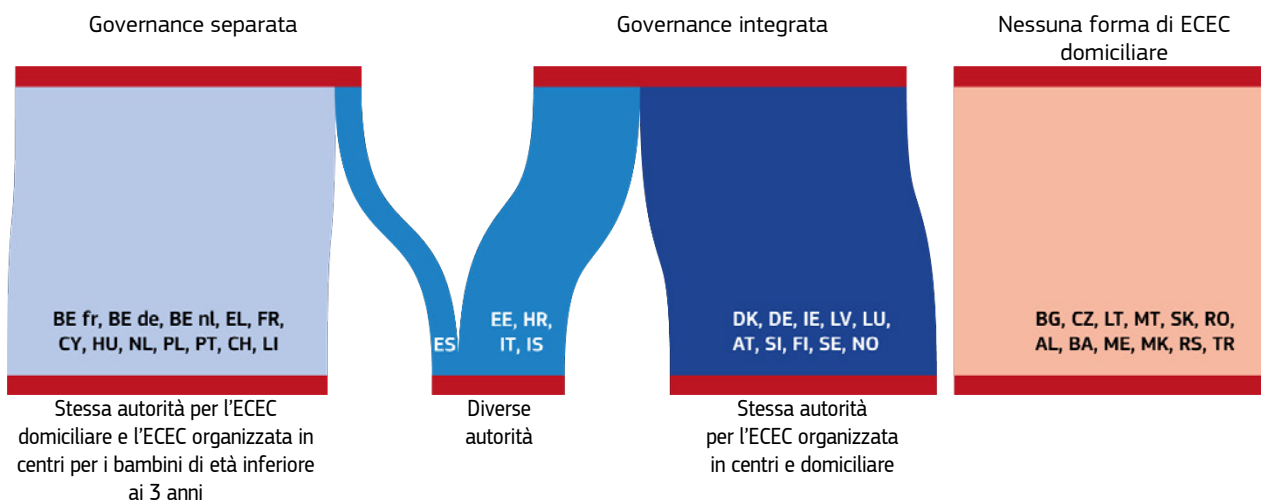 Governance separata
Governance integrata
Nessuna forma di ECEC
domiciliare
BE fr, BE de, BE nl, EL, FR,
CY, HU, NL, PL, PT, CH, LI
ES
EE, HR,
IT, IS
DK, DE, IE, LV, LU,
AT, SI, FI, SE, NO
BG, CZ, LT, MT, SK, RO,
AL, BA, ME, MK, RS, TR
Stessa autorità per l’ECEC
domiciliare e l’ECEC organizzata in
centri per i bambini di età inferiore
ai 3 anni
Diverse
autorità
Stessa autorità
per l’ECEC organizzata
in centri e domiciliare